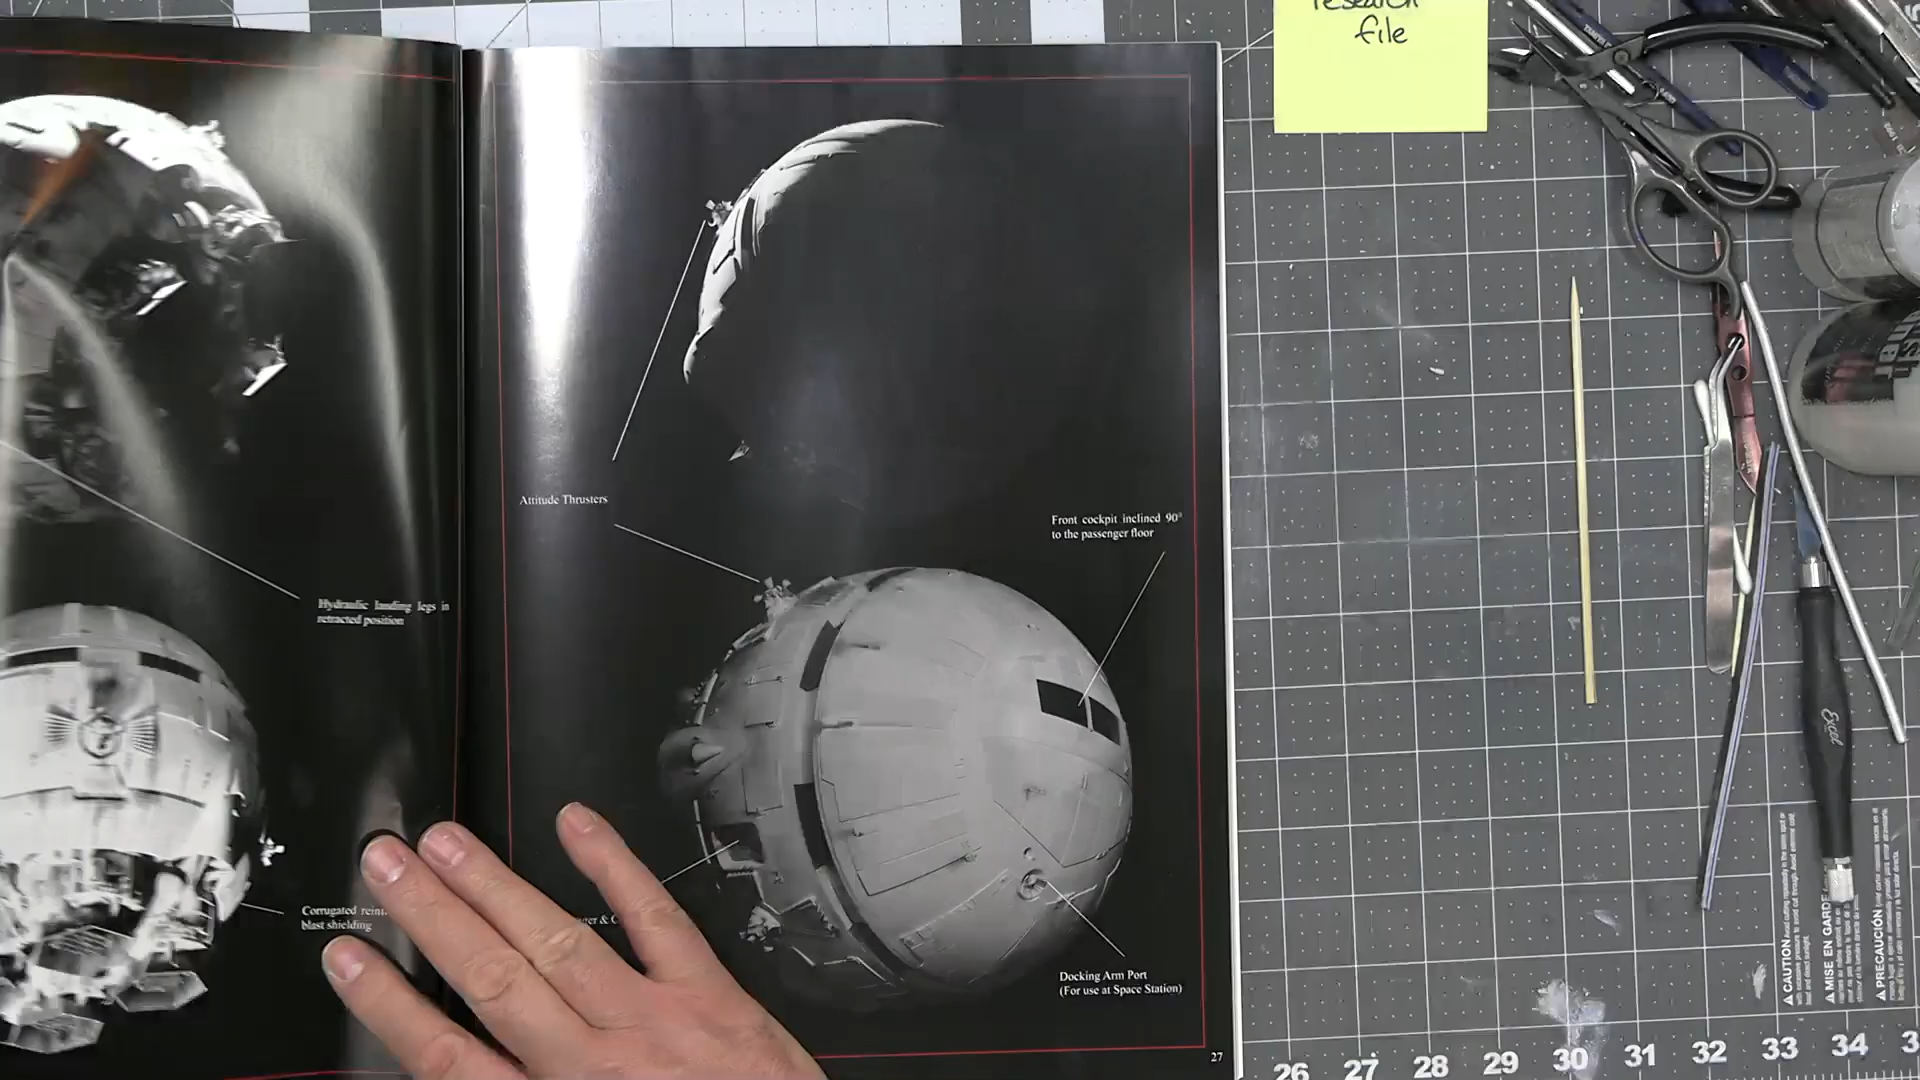 research
file
Attitude Thrusters
Front cockpit inclined 90°
to the passenger floor
Hydraulic landing legs in
retracted position
Corrugated
blast shielding
Docking Arm Port
(For use at Space Station)
27
Excel
CAUTION
MISE EN GARDE
PRECAUCIÓN
26 27 28 29 30 31 32 33 34